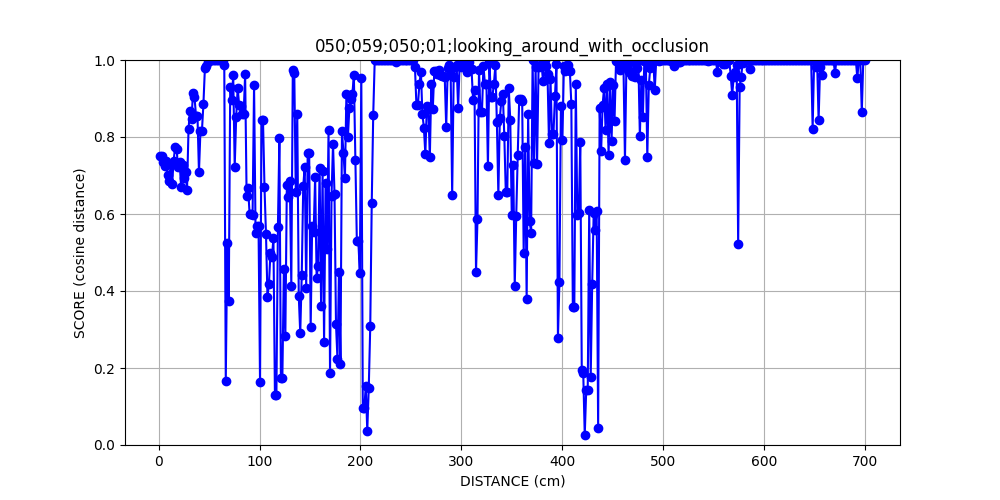 050;059;050;01;looking_around_with_occlusion
SCORE (cosine distance)
1.0
0.8
0.6
0.4
0.2
0.0
0 100 200 300 400 500 600 700
DISTANCE (cm)